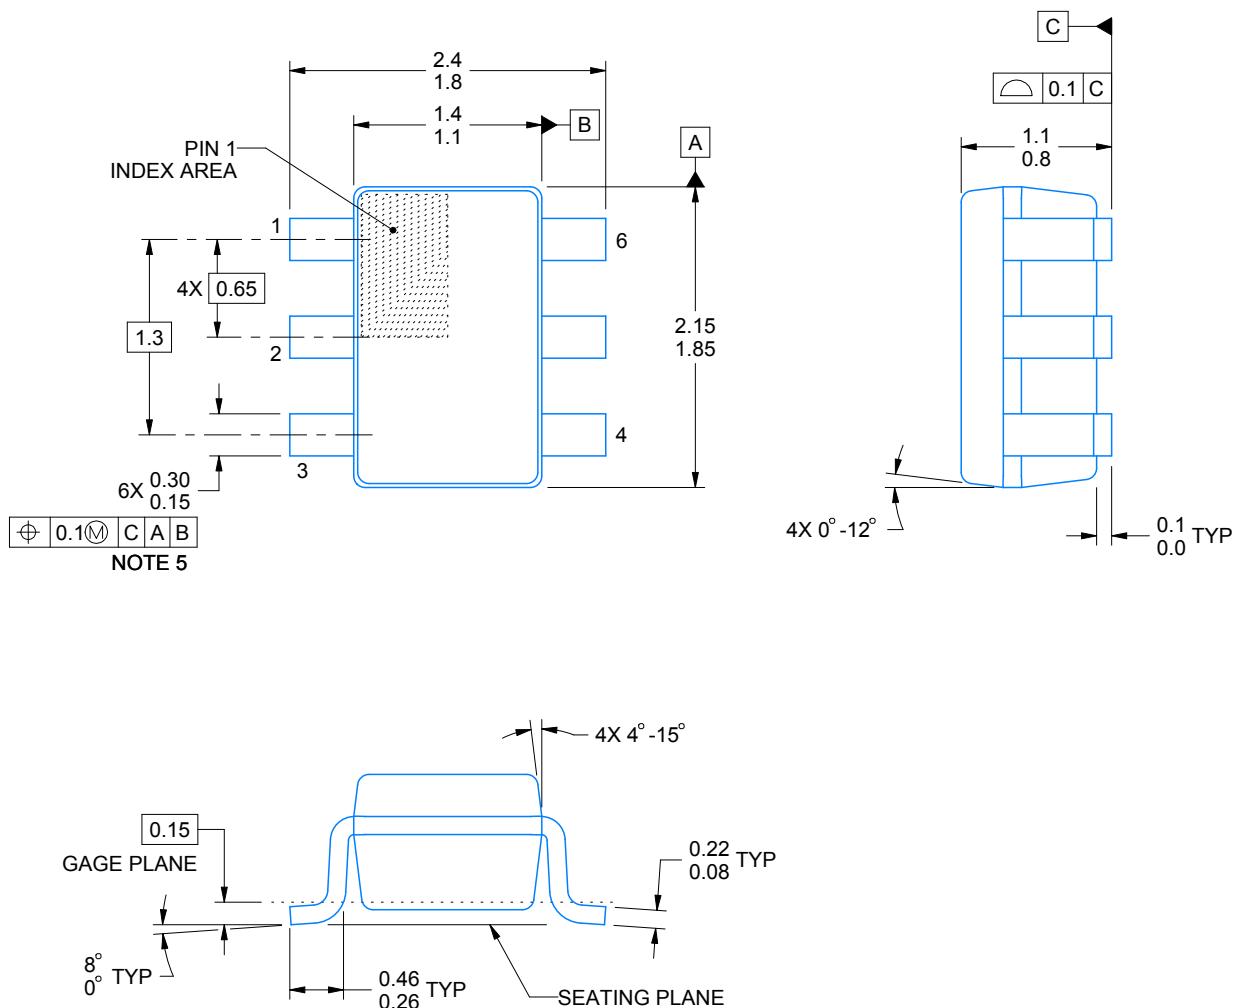 C
0.1 C
2.4
1.8
1.4
1.1
B
A
1.1
0.8
PIN 1
INDEX AREA
1
6
4X 0.65
1.3
2
2.15
1.85
3
4
6X 0.30
0.15
0.1Ⓜ C A B
NOTE 5
4X 0°-12°
0.1
0.0 TYP
4X 4°-15°
0.15
GAGE PLANE
0.22
0.08 TYP
8°
0° TYP
0.46
0.26 TYP
SEATING PLANE